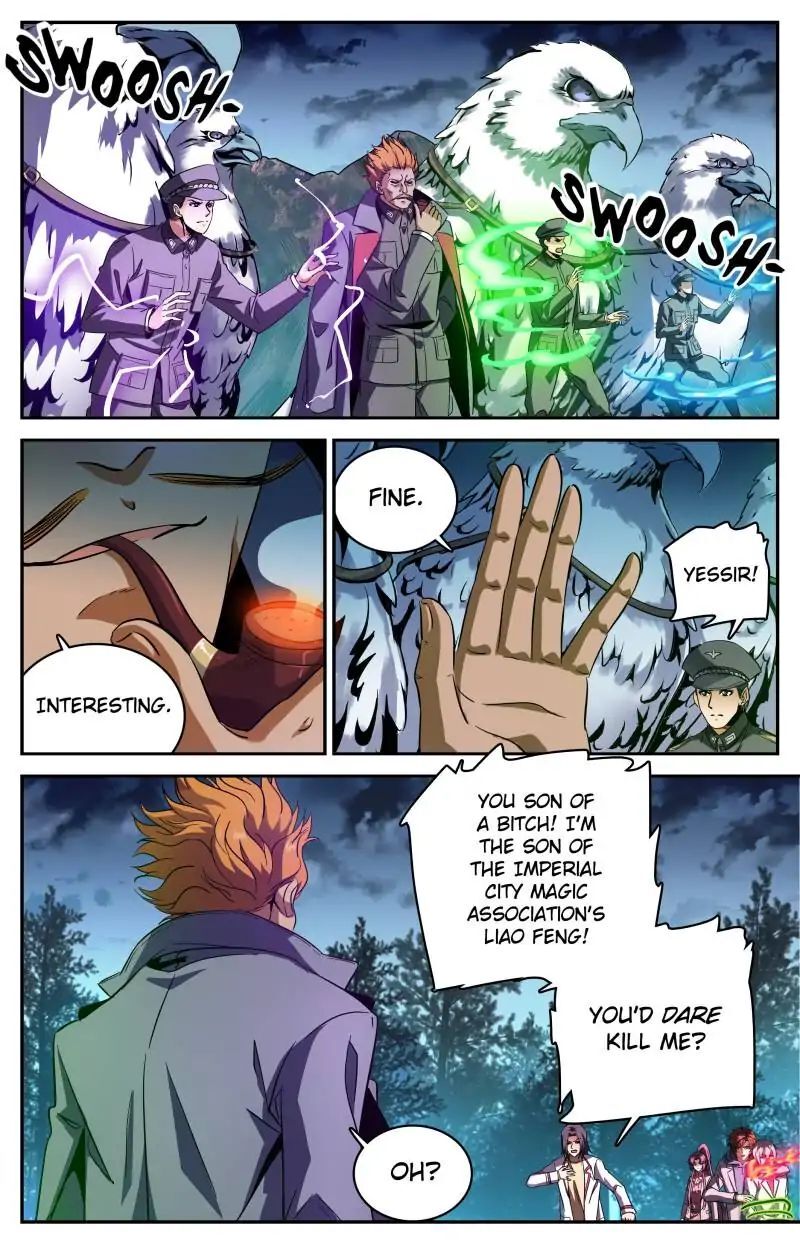 SWOOSH-
SWOOSH-
INTERESTING.
FINE.
YESSIR!
YOU SON OF
A BITCH! I'M
THE SON OF
THE IMPERIAL
CITY MAGIC
ASSOCIATION'S
LIAO FENG!
YOU'D DARE
KILL ME?
OH?